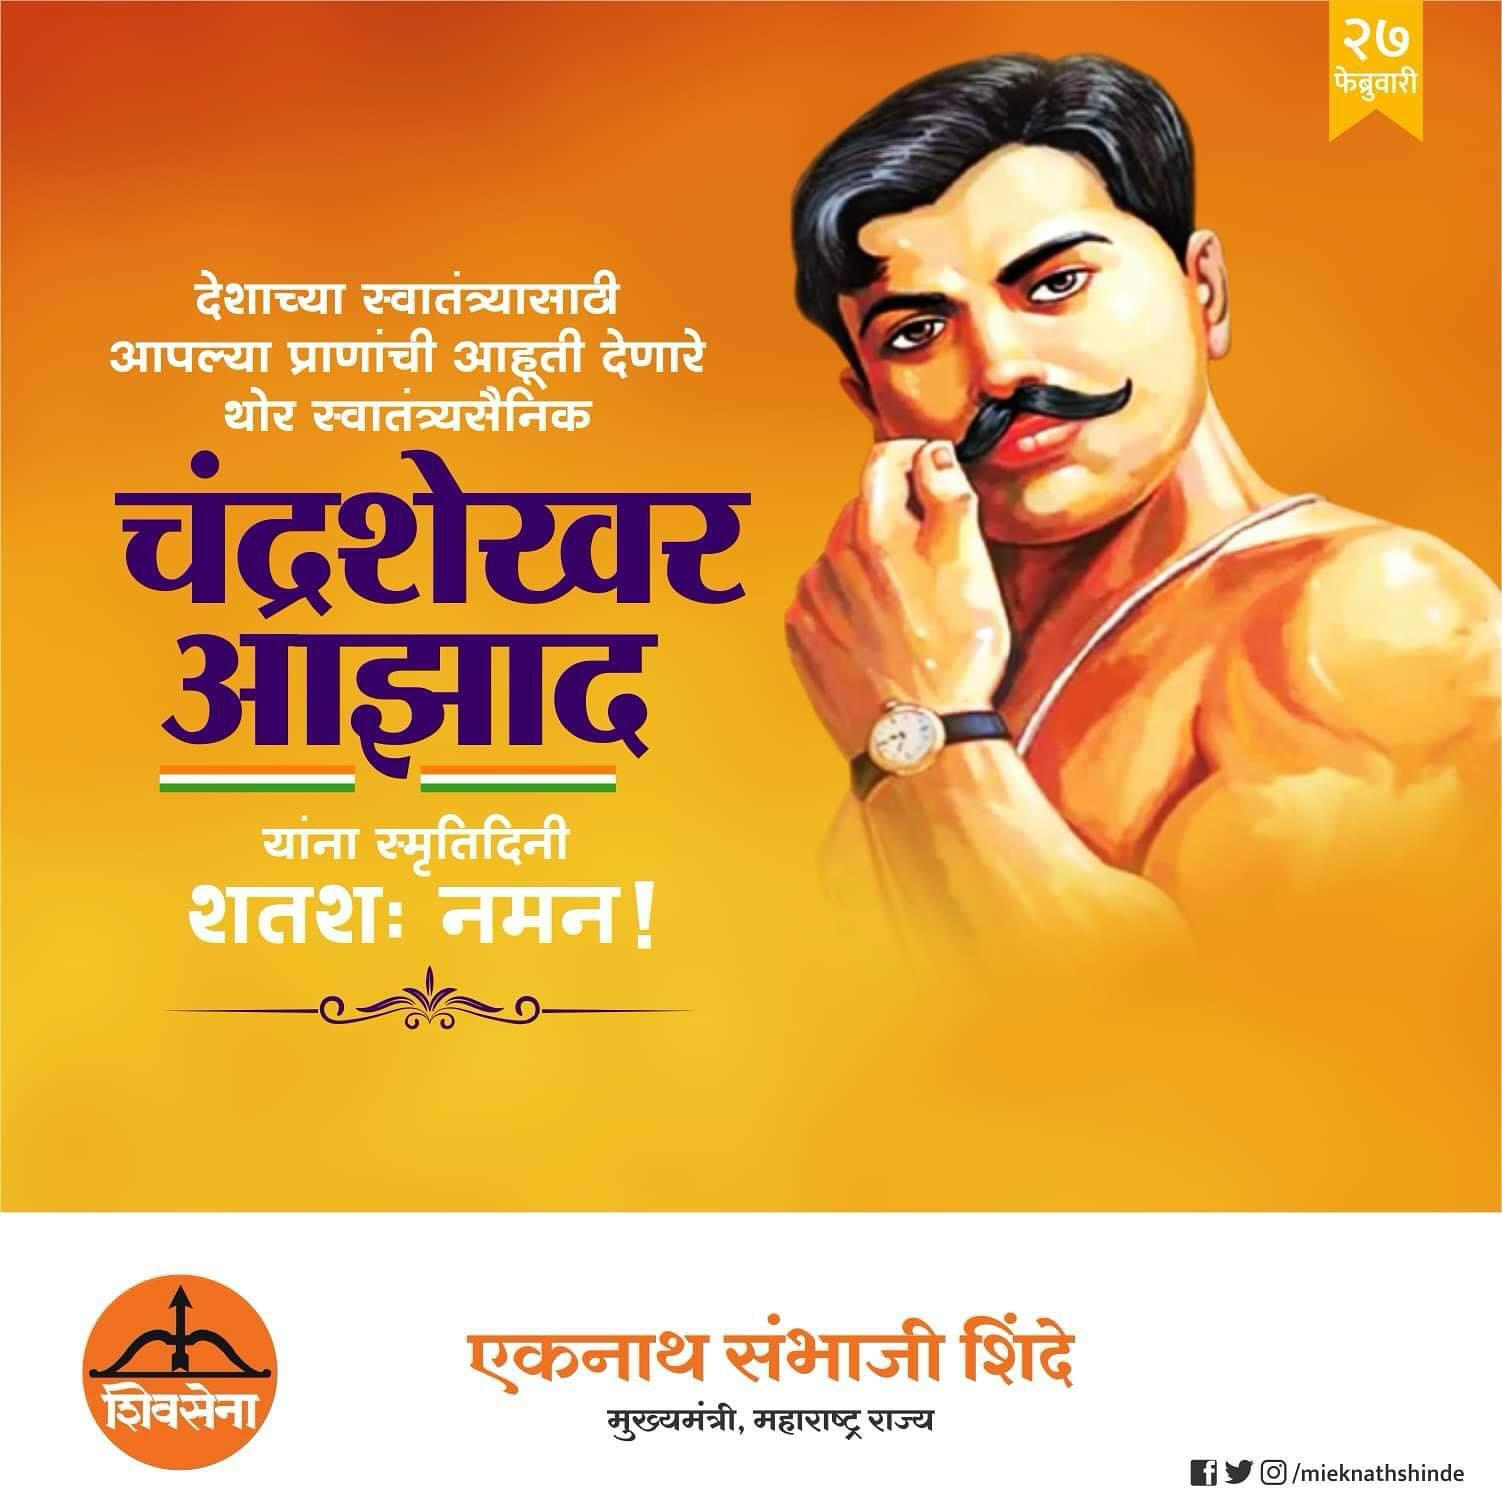 २७
फेब्रुवारी
देशाच्या स्वातंत्र्यासाठी
आपल्या प्राणांची आहूती देणारे
थोर स्वातंत्र्यसैनिक
चंद्रशेखर
आझाद
यांना स्मृतिदिनी
शतशः नमन!
शिवसेना
एकनाथ संभाजी शिंदे
मुख्यमंत्री, महाराष्ट्र राज्य
/mieknathshinde